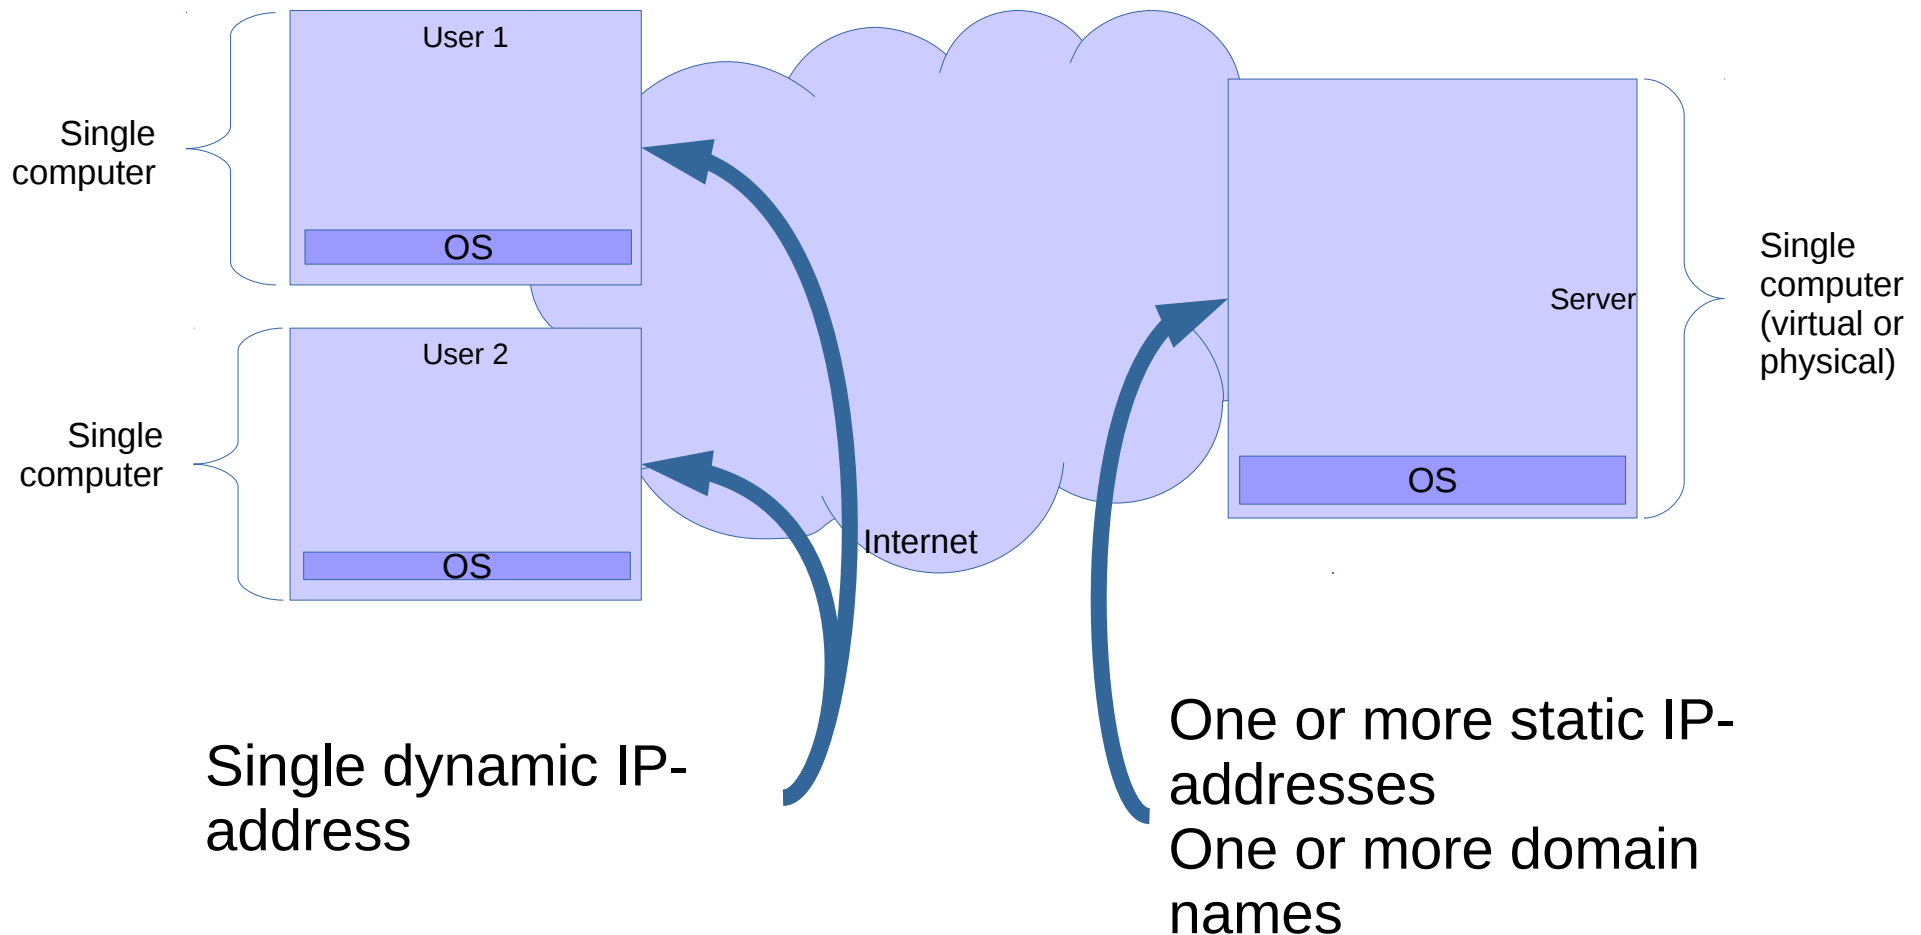 User 1
Single
computer
OS
User 2
Single
computer
OS
Internet
Server
OS
Single
computer
(virtual or
physical)
Single dynamic IP-
address
One or more static IP-
addresses
One or more domain
names